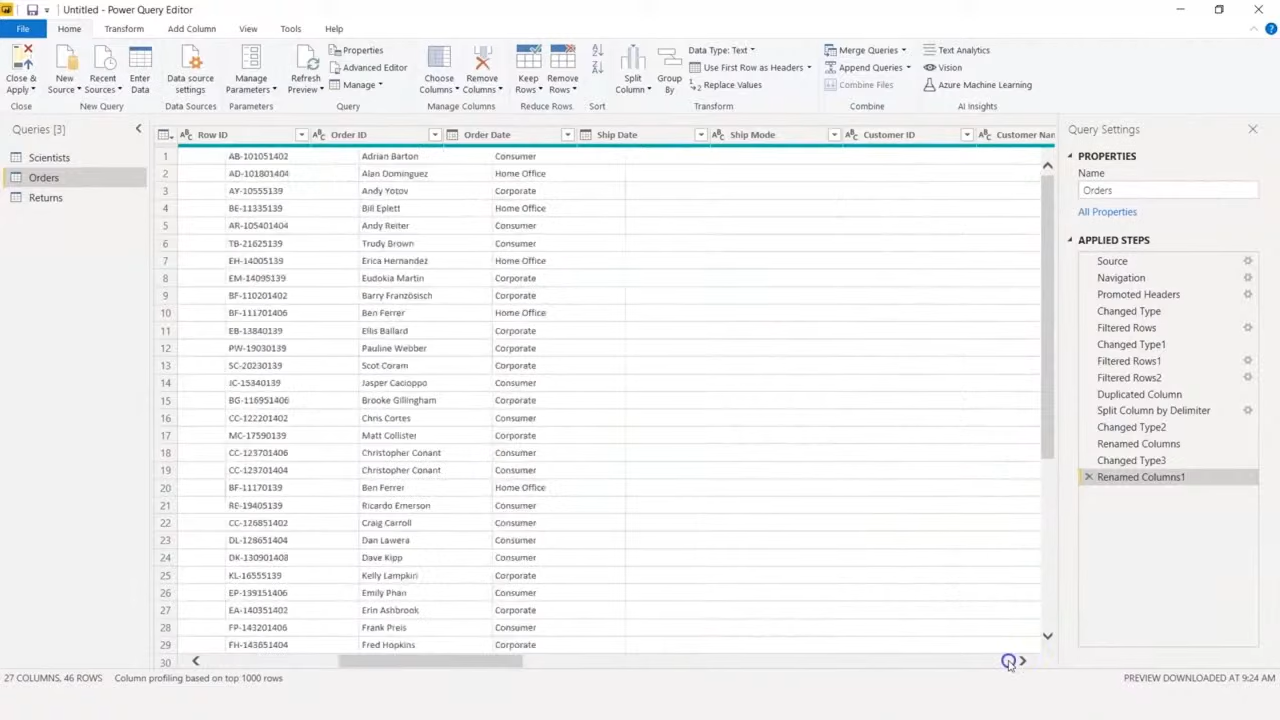 Untitled - Power Query Editor
File Home Transform Add Column View Tools Help
Close & Apply New Source Recent Sources Enter Data Data source settings Manage Parameters Refresh Preview Properties Advanced Editor Manage Choose Columns Remove Columns Keep Rows Remove Rows Split Column Group By Data Type: Text Use First Row as Headers Replace Values Merge Queries Append Queries Combine Files Text Analytics Vision Azure Machine Learning
Close New Query Data Sources Parameters Query Manage Columns Reduce Rows Sort Transform Combine AI Insights
Queries [3]
Scientists
Orders
Returns
Row ID Order ID Order Date Ship Date Ship Mode Customer ID Customer Nan
1 AB-101051402 Adrian Barton Consumer
2 AD-101801404 Alan Dominguez Home Office
3 AY-10555139 Andy Yotov Corporate
4 BE-11335139 Bill Eplett Home Office
5 AR-105401404 Andy Reiter Consumer
6 TB-21625139 Trudy Brown Consumer
7 EH-14005139 Erica Hernandez Home Office
8 EM-14095139 Eudokia Martin Corporate
9 BF-110201402 Barry Französisch Corporate
10 BF-111701406 Ben Ferrer Home Office
11 EB-13840139 Ellis Ballard Corporate
12 PW-19030139 Pauline Webber Corporate
13 SC-20230139 Scot Coram Corporate
14 JC-15340139 Jasper Cacioppo Consumer
15 BG-116951406 Brooke Gillingham Corporate
16 CC-122201402 Chris Cortes Consumer
17 MC-17590139 Matt Collister Corporate
18 CC-123701406 Christopher Conant Consumer
19 CC-123701404 Christopher Conant Consumer
20 BF-11170139 Ben Ferrer Home Office
21 RE-19405139 Ricardo Emerson Consumer
22 CC-126851402 Craig Carroll Consumer
23 DL-128651404 Dan Lawera Consumer
24 DK-130901408 Dave Kipp Consumer
25 KL-16555139 Kelly Lampkin Corporate
26 EP-139151406 Emily Phan Consumer
27 EA-140351402 Erin Ashbrook Corporate
28 FP-143201406 Frank Preis Consumer
29 FH-143651404 Fred Hopkins Corporate
30
Query Settings
PROPERTIES
Name
Orders
All Properties
APPLIED STEPS
Source
Navigation
Promoted Headers
Changed Type
Filtered Rows
Changed Type1
Filtered Rows1
Filtered Rows2
Duplicated Column
Split Column by Delimiter
Changed Type2
Renamed Columns
Changed Type3
Renamed Columns1
27 COLUMNS, 46 ROWS Column profiling based on top 1000 rows PREVIEW DOWNLOADED AT 9:24 AM